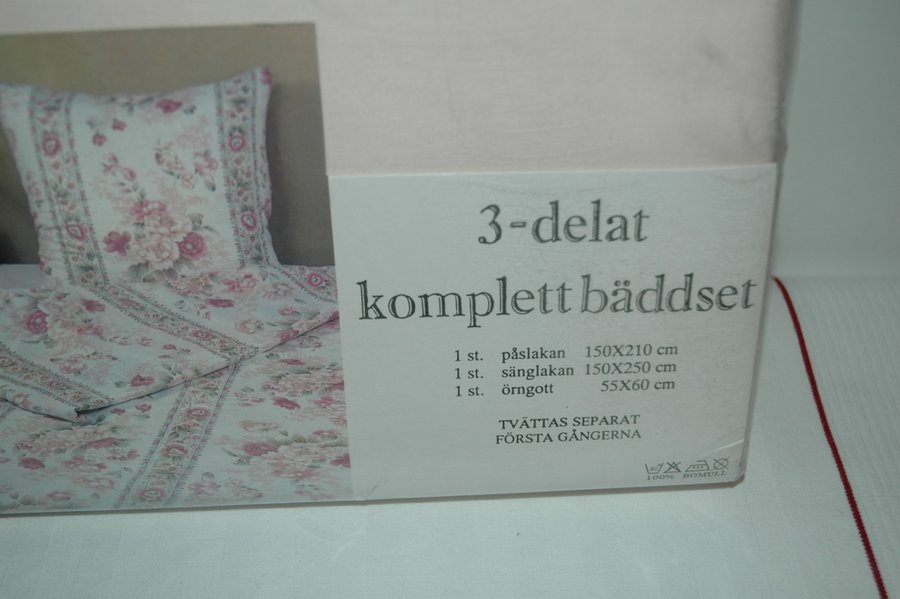 3-delat
komplett bäddset
1 st. påslakan 150X210 cm
1 st. sänglakan 150X250 cm
1 st. örngott 55X60 cm
TVÄTTAS SEPARAT
FÖRSTA GÅNGERNA
100% BOMULL